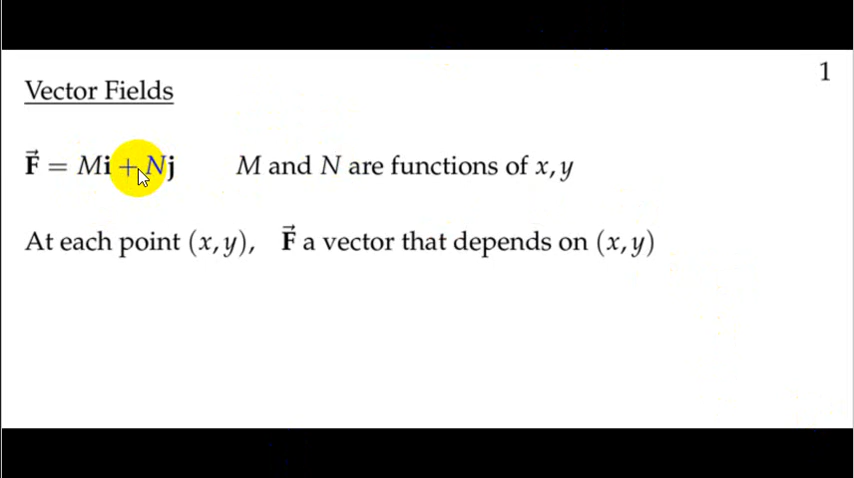 1
Vector Fields
F⃗ = Mi + Nj M and N are functions of x, y
At each point (x, y), F⃗ a vector that depends on (x, y)